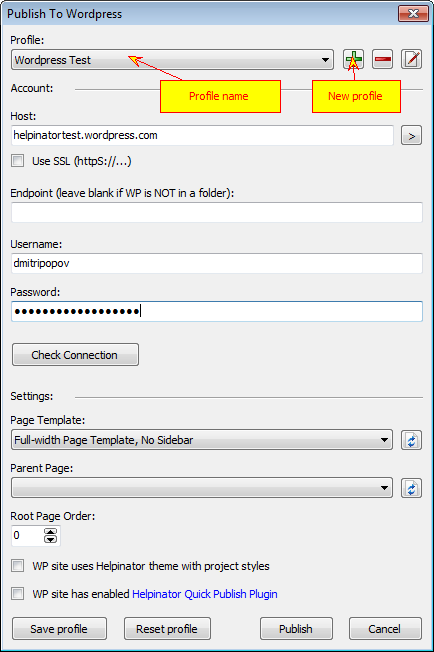 Publish To Wordpress
Profile:
Wordpress Test
Profile name
New profile
Account:
Host:
helpinatortest.wordpress.com
>
Use SSL (httpS://...)
Endpoint (leave blank if WP is NOT in a folder):
Username:
dmitripopov
Password:
••••••••••••••••••
Check Connection
Settings:
Page Template:
Full-width Page Template, No Sidebar
Parent Page:
Root Page Order:
0
WP site uses Helpinator theme with project styles
WP site has enabled Helpinator Quick Publish Plugin
Save profile
Reset profile
Publish
Cancel